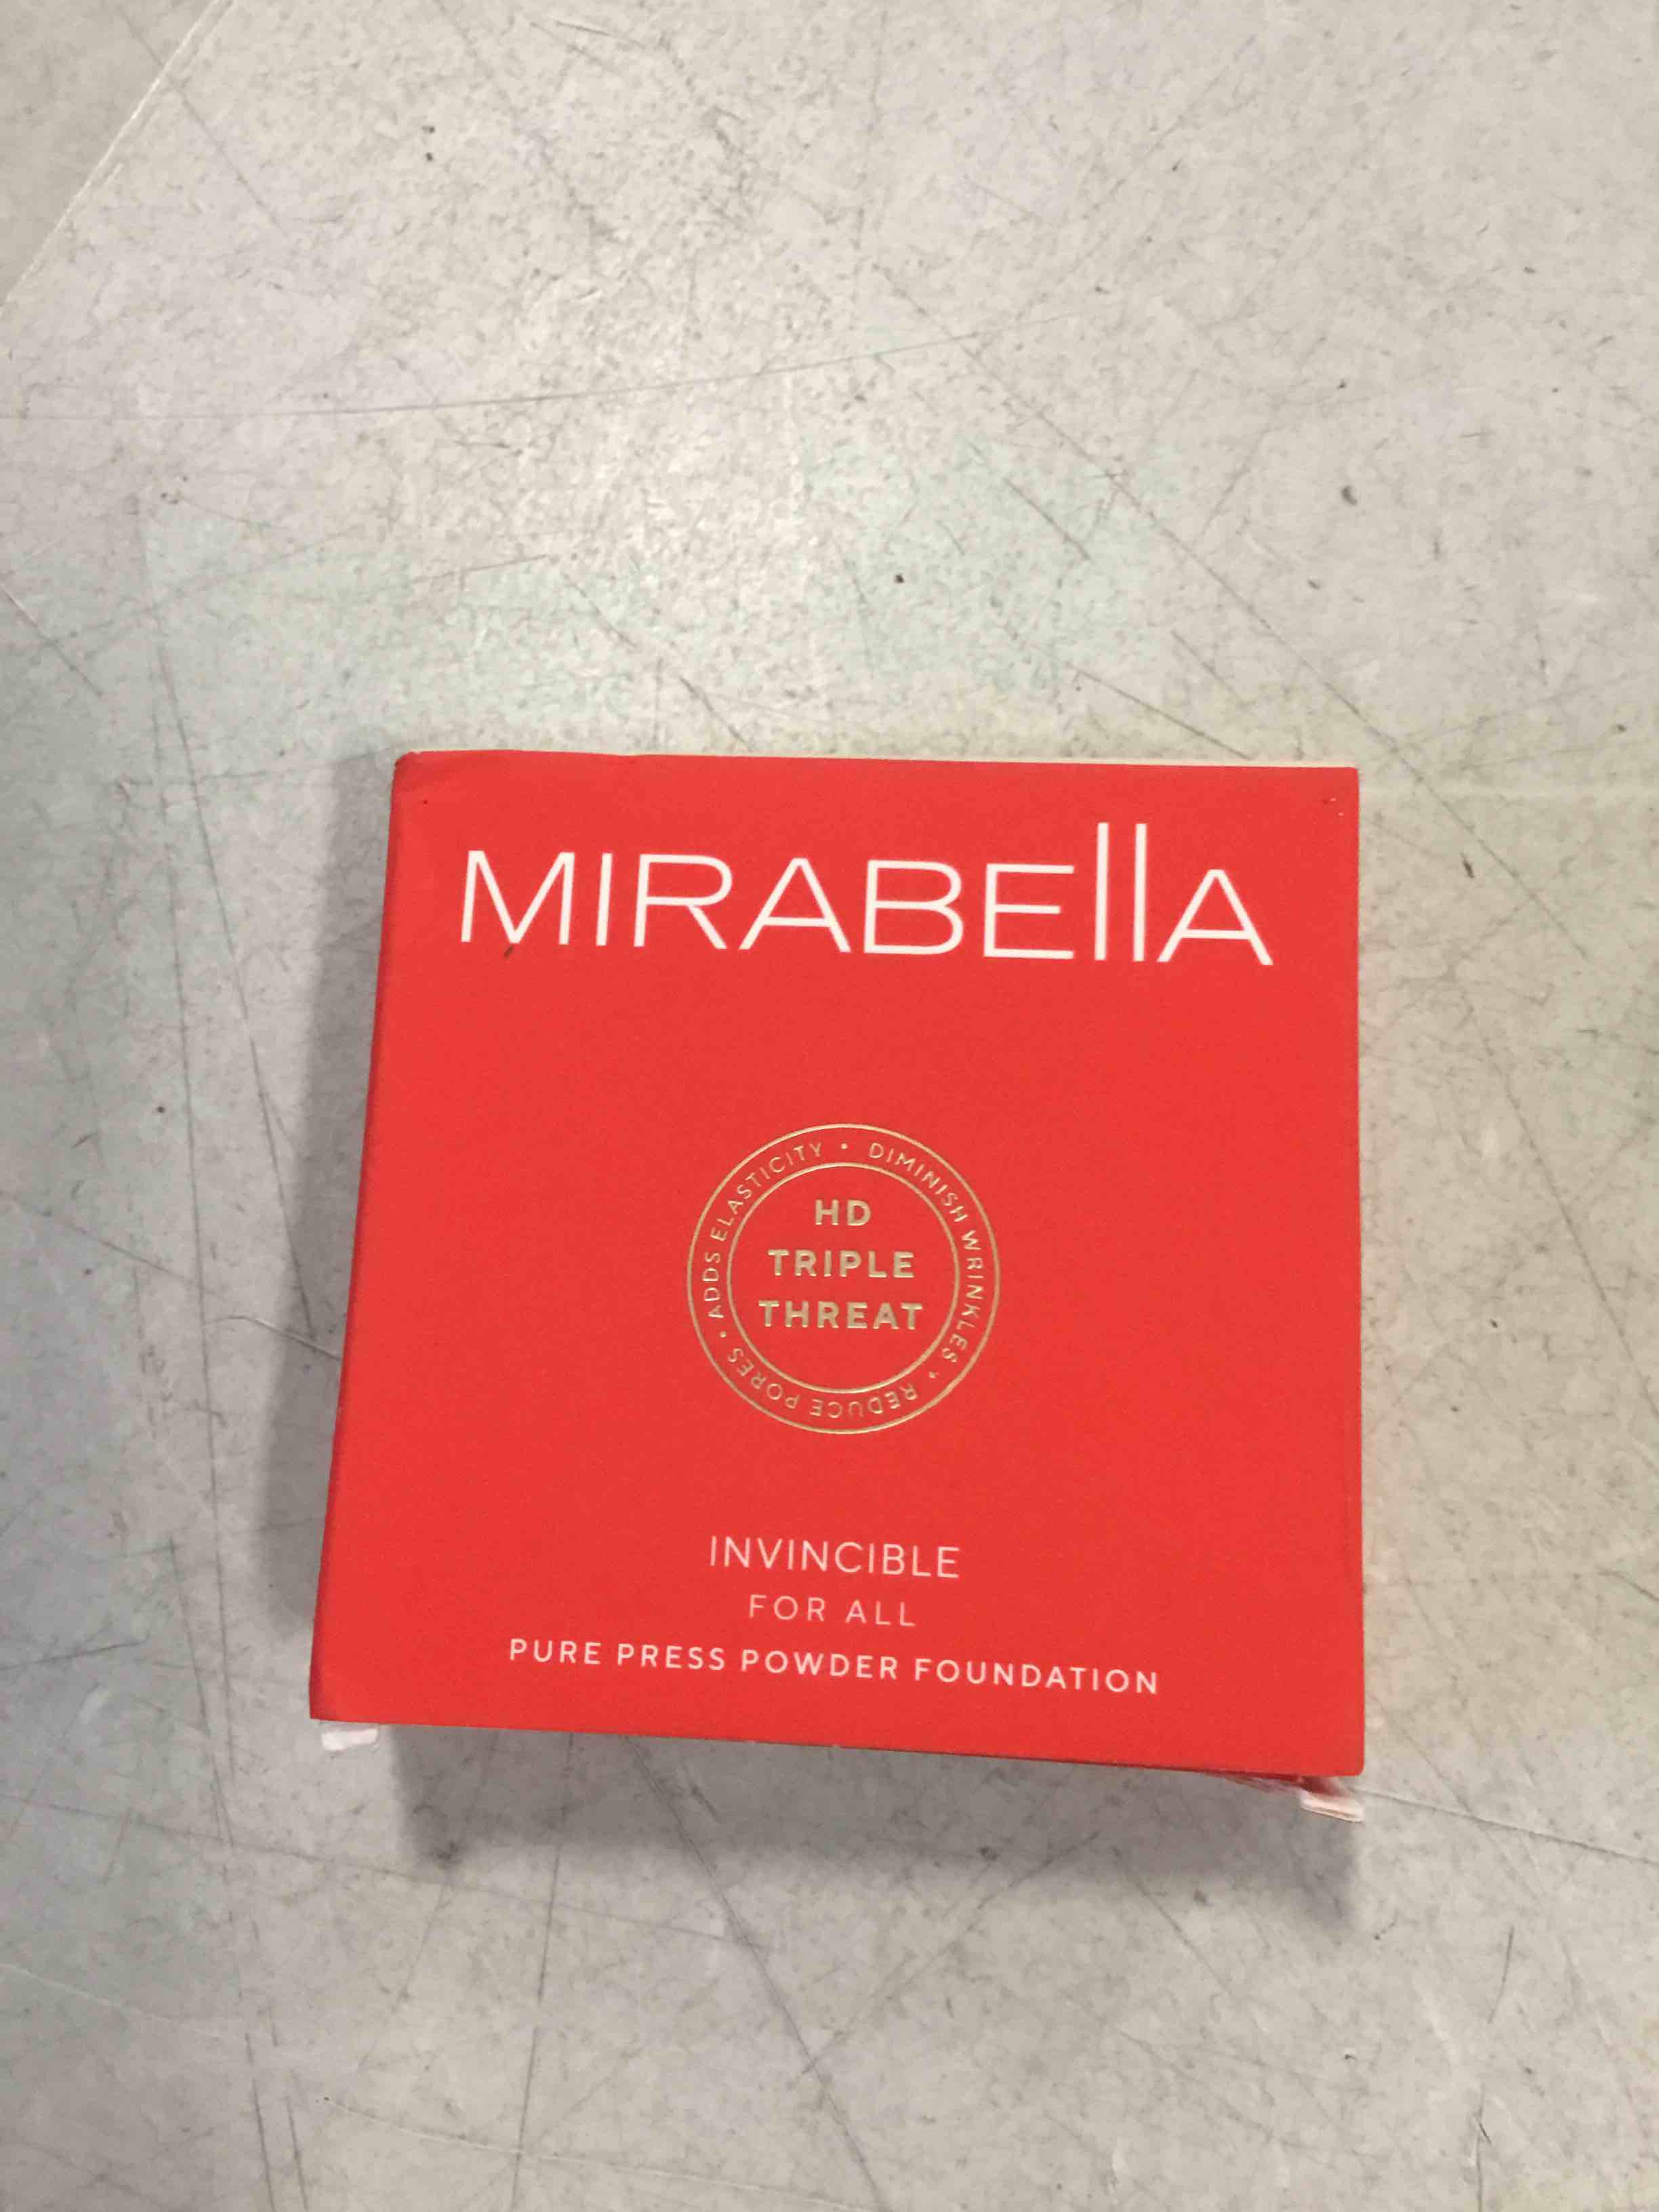 MIRABEllA
ADDS ELASTICITY • DIMINISH WRINKLES • REDUCE PORES •
HD
TRIPLE
THREAT
INVINCIBLE
FOR ALL
PURE PRESS POWDER FOUNDATION